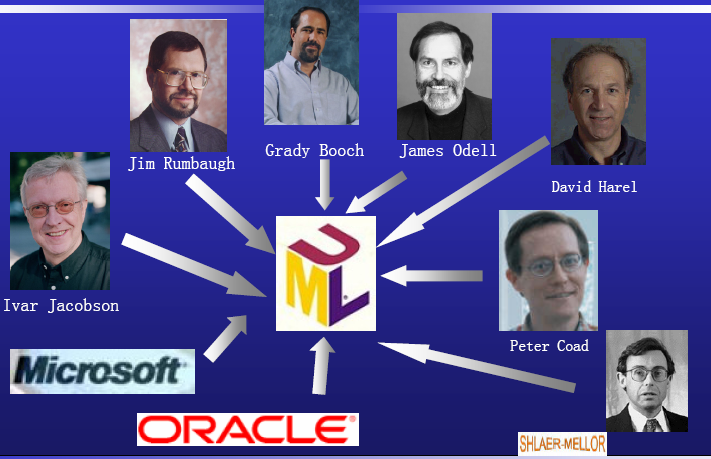 Jim Rumbaugh
Grady Booch
James Odell
David Harel
Ivar Jacobson
UML
Peter Coad
Microsoft
ORACLE®
SHLAER-MELLOR